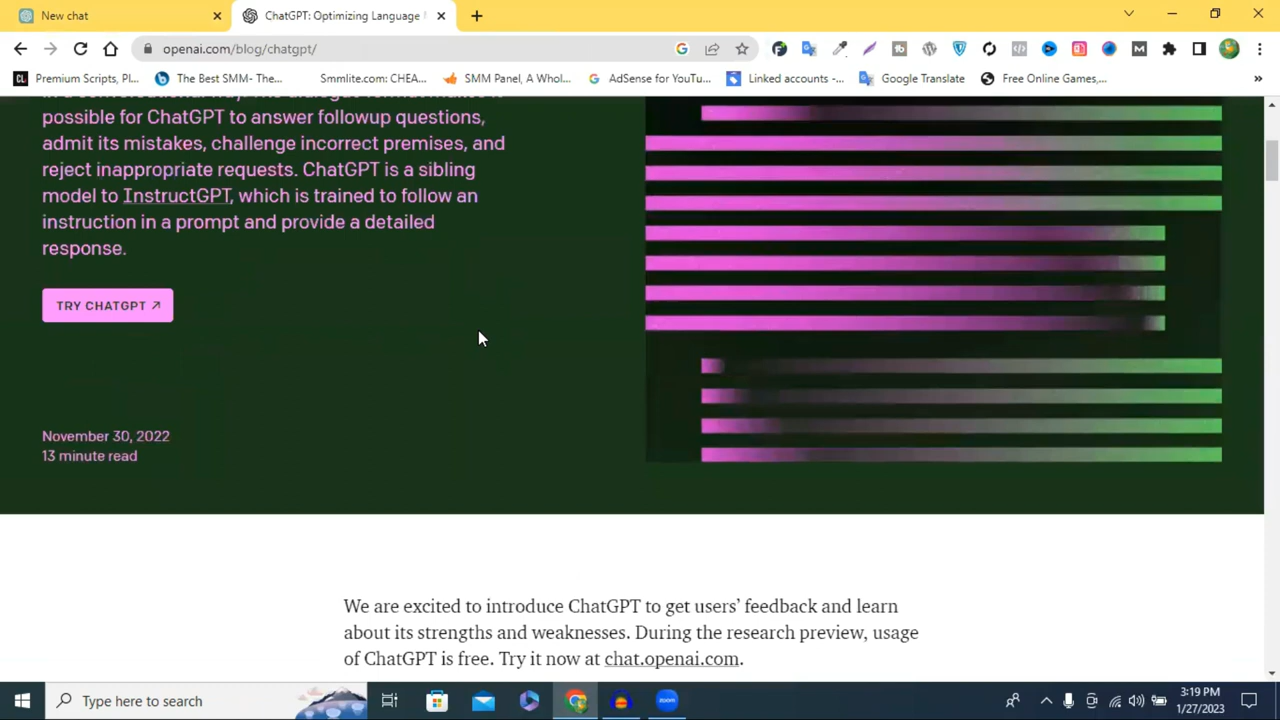 New chat
ChatGPT: Optimizing Language
openai.com/blog/chatgpt/
Premium Scripts, Pl...
The Best SMM- The...
Smmlite.com: CHEA...
SMM Panel, A Whol...
AdSense for YouTu...
Linked accounts -...
Google Translate
Free Online Games,...
possible for ChatGPT to answer followup questions,
admit its mistakes, challenge incorrect premises, and
reject inappropriate requests. ChatGPT is a sibling
model to InstructGPT, which is trained to follow an
instruction in a prompt and provide a detailed
response.
TRY CHATGPT ↗
November 30, 2022
13 minute read
We are excited to introduce ChatGPT to get users’ feedback and learn
about its strengths and weaknesses. During the research preview, usage
of ChatGPT is free. Try it now at chat.openai.com.
Type here to search
zoom
3:19 PM
1/27/2023